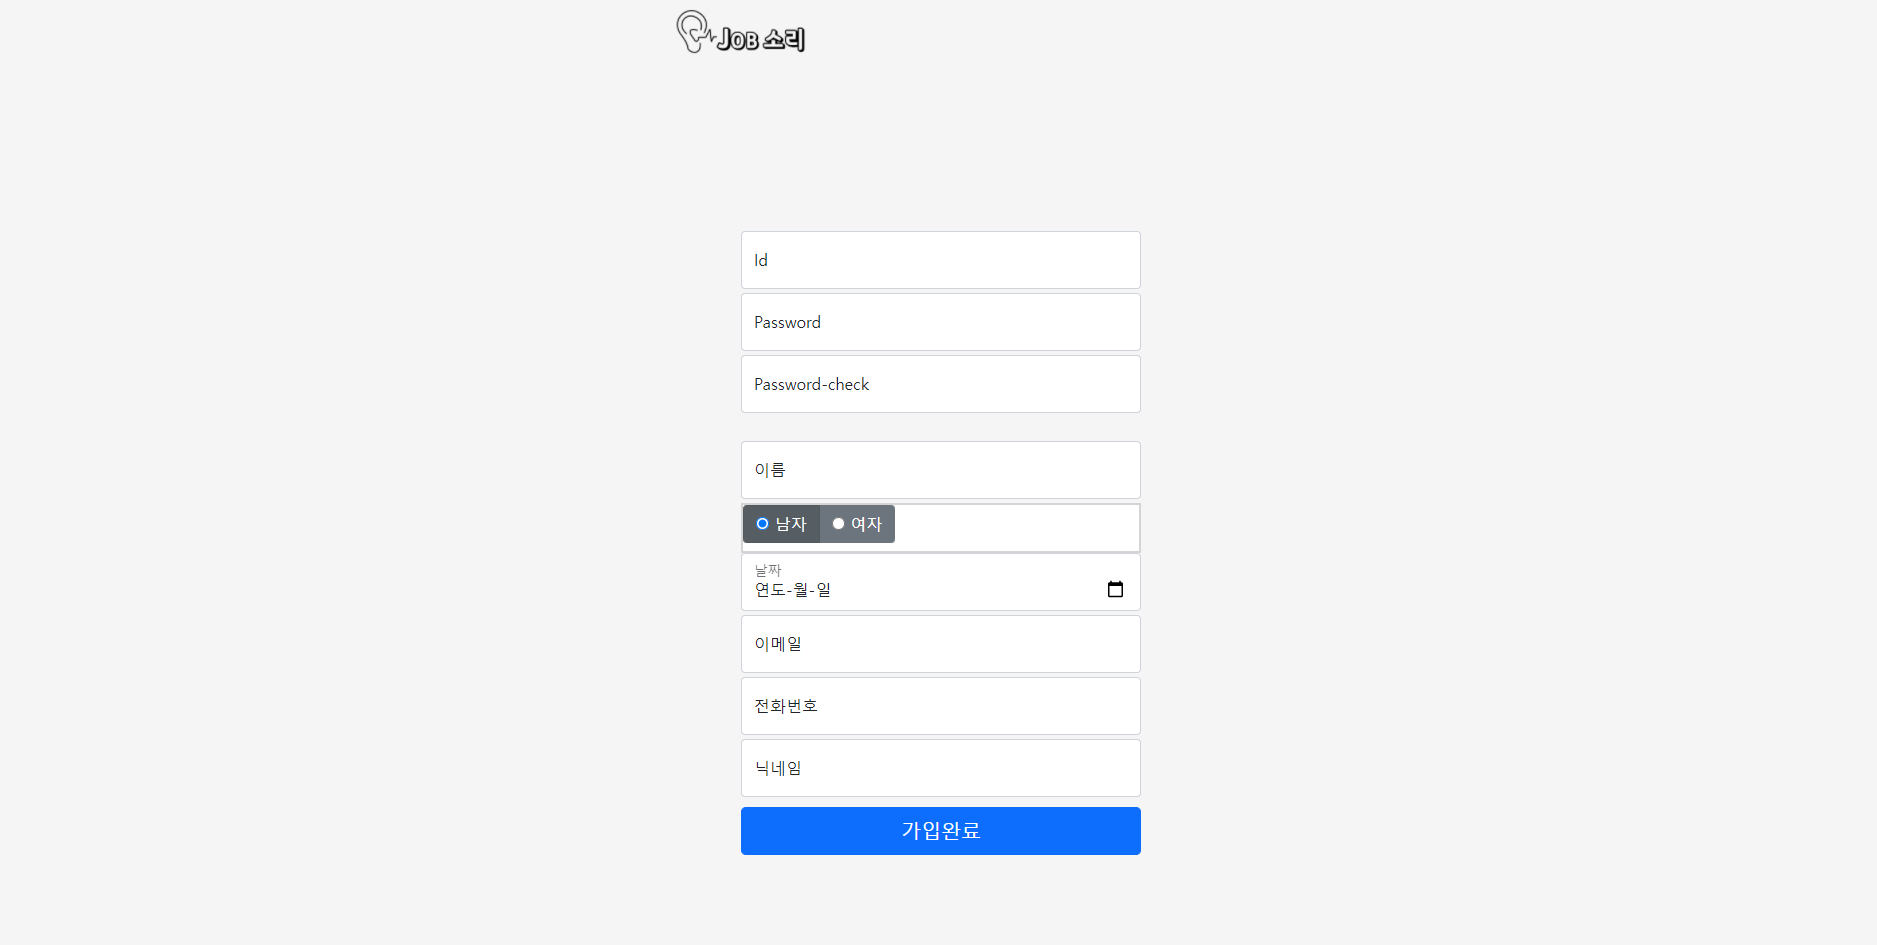 JOB 소리
Id
Password
Password-check
이름
남자 여자
날짜
연도-월-일
이메일
전화번호
닉네임
가입완료